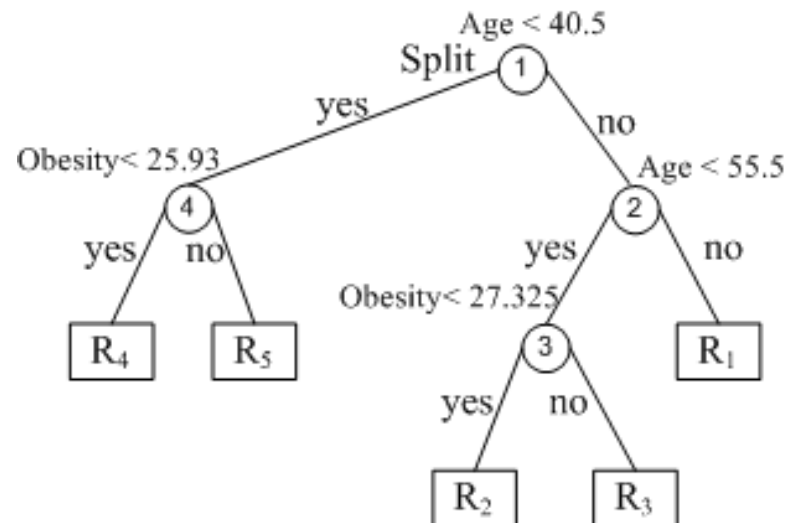 Age < 40.5
Split
1
yes
no
Obesity< 25.93
Age < 55.5
4
2
yes
no
yes
no
Obesity< 27.325
R4
R5
3
R1
yes
no
R2
R3